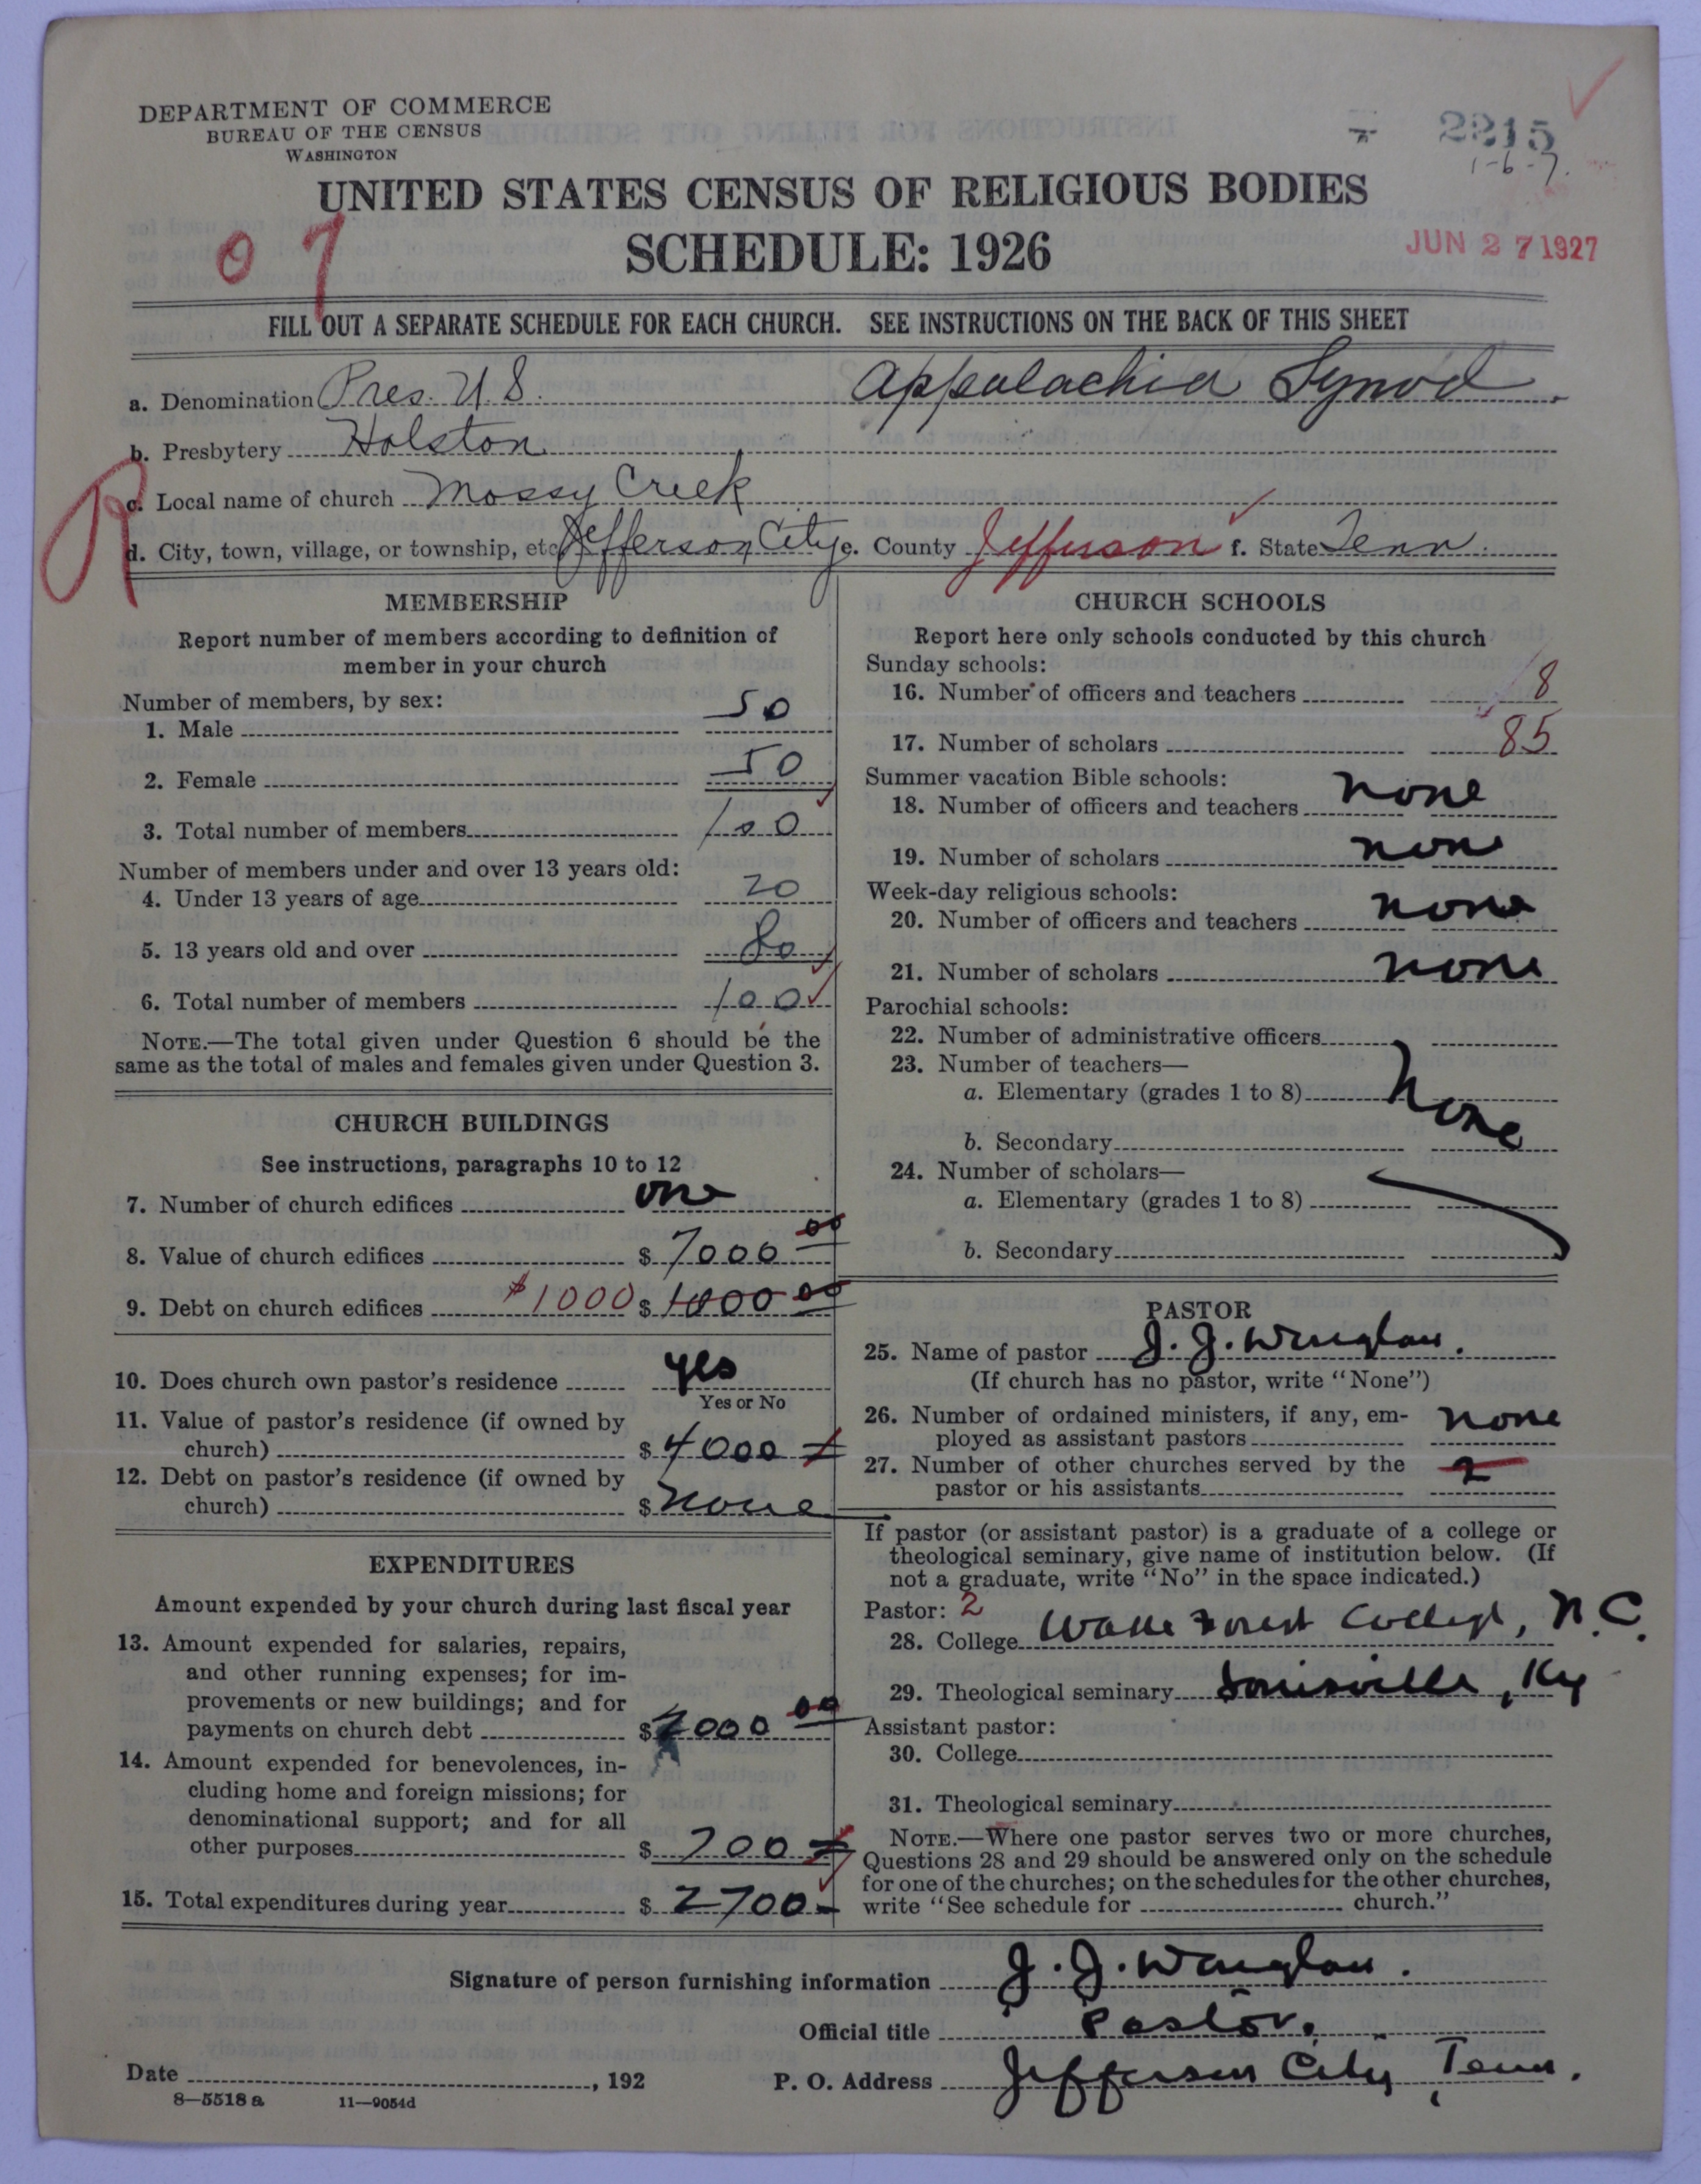 DEPARTMENT OF COMMERCE
BUREAU OF THE CENSUS
WASHINGTON
2215
1-6-7.
UNITED STATES CENSUS OF RELIGIOUS BODIES
SCHEDULE: 1926
JUN 27 1927
0 7
FILL OUT A SEPARATE SCHEDULE FOR EACH CHURCH. SEE INSTRUCTIONS ON THE BACK OF THIS SHEET
a. Denomination Pres. U.S. Appalachia Synod.
b. Presbytery Holston
R
c. Local name of church Mossy Creek
d. City, town, village, or township, etc. Jefferson City e. County Jefferson f. State Tenn.
MEMBERSHIP
Report number of members according to definition of
member in your church
Number of members, by sex:
1. Male 50
2. Female 50
3. Total number of members 100
Number of members under and over 13 years old:
4. Under 13 years of age 20
5. 13 years old and over 80
6. Total number of members 100
NOTE.—The total given under Question 6 should be the
same as the total of males and females given under Question 3.
CHURCH BUILDINGS
See instructions, paragraphs 10 to 12
7. Number of church edifices one
8. Value of church edifices $ 7000 00
9. Debt on church edifices $1000 $ 1000 00
10. Does church own pastor's residence yes
Yes or No
11. Value of pastor's residence (if owned by
church) $ 4000
12. Debt on pastor's residence (if owned by
church) $ none
EXPENDITURES
Amount expended by your church during last fiscal year
13. Amount expended for salaries, repairs,
and other running expenses; for im-
provements or new buildings; and for
payments on church debt $ 2000 00
14. Amount expended for benevolences, in-
cluding home and foreign missions; for
denominational support; and for all
other purposes $ 700
15. Total expenditures during year $ 2700-
CHURCH SCHOOLS
Report here only schools conducted by this church
Sunday schools:
16. Number of officers and teachers 8
17. Number of scholars 85
Summer vacation Bible schools:
18. Number of officers and teachers none
19. Number of scholars none
Week-day religious schools:
20. Number of officers and teachers none
21. Number of scholars none
Parochial schools:
22. Number of administrative officers
23. Number of teachers—
a. Elementary (grades 1 to 8) None
b. Secondary
24. Number of scholars—
a. Elementary (grades 1 to 8)
b. Secondary
PASTOR
25. Name of pastor J. J.
(If church has no pastor, write "None")
26. Number of ordained ministers, if any, em-
ployed as assistant pastors none
27. Number of other churches served by the
pastor or his assistants 2
If pastor (or assistant pastor) is a graduate of a college or
theological seminary, give name of institution below. (If
not a graduate, write "No" in the space indicated.)
Pastor: 2
28. College Wake Forest College, N.C.
29. Theological seminary Louisville, Ky
Assistant pastor:
30. College
31. Theological seminary
NOTE.—Where one pastor serves two or more churches,
Questions 28 and 29 should be answered only on the schedule
for one of the churches; on the schedules for the other churches,
write "See schedule for church."
Signature of person furnishing information J. J.
Official title Pastor.
Date , 192 P. O. Address Jefferson City, Tenn.
8—5518 a 11—9054d